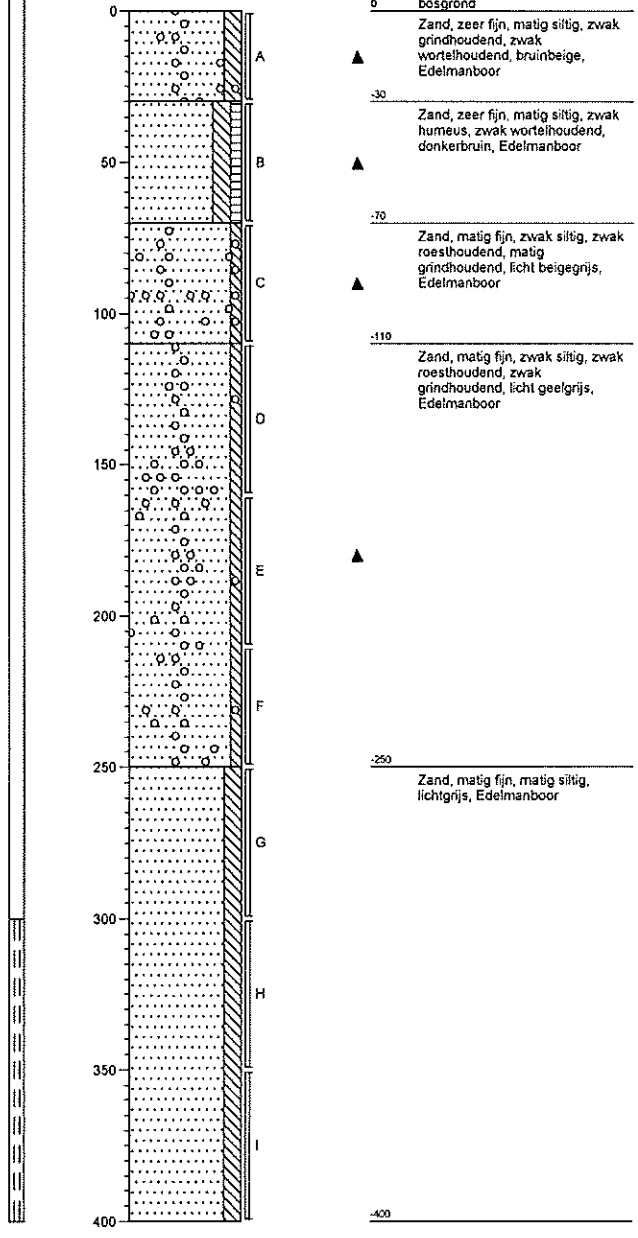 0
bosgrond
0
Zand, zeer fijn, matig siltig, zwak
grindhoudend, zwak
wortelhoudend, bruinbeige,
Edelmanboor
A
-30
Zand, zeer fijn, matig siltig, zwak
humeus, zwak wortelhoudend,
donkerbruin, Edelmanboor
50
B
-70
Zand, matig fijn, zwak siltig, zwak
roesthoudend, matig
grindhoudend, licht beigegrijs,
Edelmanboor
C
100
-110
Zand, matig fijn, zwak siltig, zwak
roesthoudend, zwak
grindhoudend, licht geelgrijs,
Edelmanboor
D
150
E
200
F
250
-250
Zand, matig fijn, matig siltig,
lichtgrijs, Edelmanboor
G
300
H
350
I
400
-400